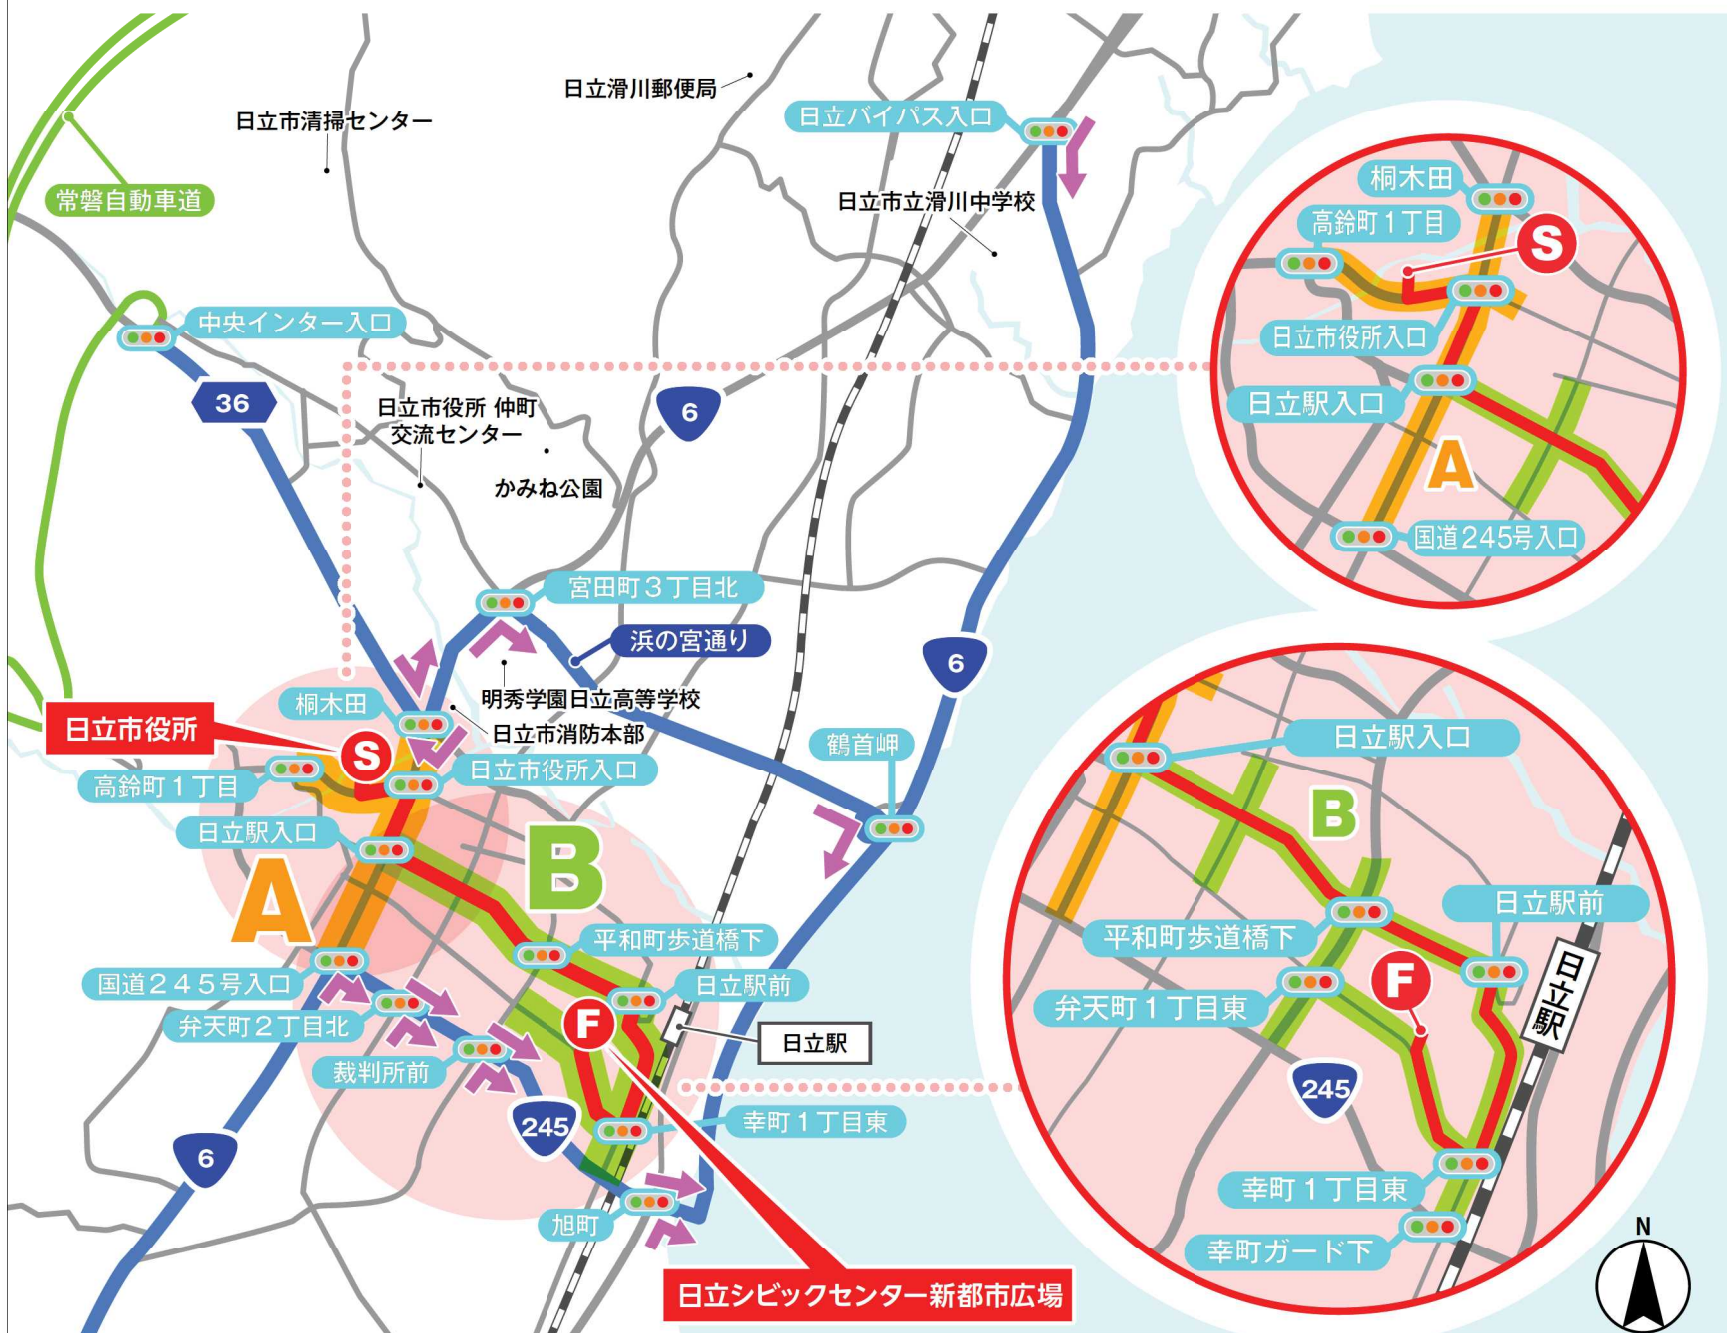 日立滑川郵便局
日立バイパス入口
日立市清掃センター
常磐自動車道
日立市立滑川中学校
中央インター入口
36
日立市役所 仲町
交流センター
6
かみね公園
宮田町3丁目北
浜の宮通り
6
明秀学園日立高等学校
桐木田
日立市消防本部
日立市役所
S
鶴首岬
高鈴町1丁目
日立市役所入口
日立駅入口
A
B
平和町歩道橋下
国道245号入口
日立駅前
弁天町2丁目北
F
日立駅
裁判所前
245
幸町1丁目東
6
旭町
日立シビックセンター新都市広場
桐木田
高鈴町1丁目
S
日立市役所入口
日立駅入口
A
国道245号入口
日立駅入口
B
日立駅前
平和町歩道橋下
F
日立駅
弁天町1丁目東
245
幸町1丁目東
幸町ガード下
N